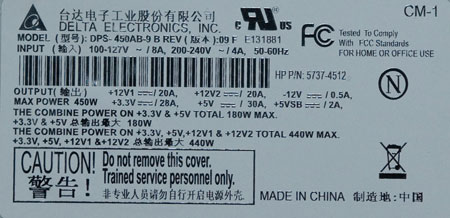 台达电子工业股份有限公司
DELTA ELECTRONICS, INC.
MODEL (型号): DPS-450AB-9 B REV (版本): 09F E131881
INPUT (输入): 100-127V~/8A, 200-240V~/4A, 50-60Hz
CM-1
FC Tested To Comply
With FCC Standards
FOR HOME OR OFFICE USE
HP P/N: 5737-4512
N
OUTPUT(输出): +12V1 ⎓/20A, +12V2 ⎓/20A, -12V ⎓/0.5A
MAX POWER 450W +3.3V ⎓/28A, +5V ⎓/30A, +5VSB ⎓/2A
THE COMBINE POWER ON +3.3V & +5V TOTAL 180W MAX.
+3.3V & +5V 总输出最大 180W
THE COMBINE POWER ON +3.3V, +5V,+12V1 & +12V2 TOTAL 440W MAX.
+3.3V, +5V,+12V1 & +12V2 总输出最大 440W
CAUTION!
警告!
Do not remove this cover.
Trained service personnel only.
非专业人员请勿自行开启电源外壳.
MADE IN CHINA 制造地: 中国